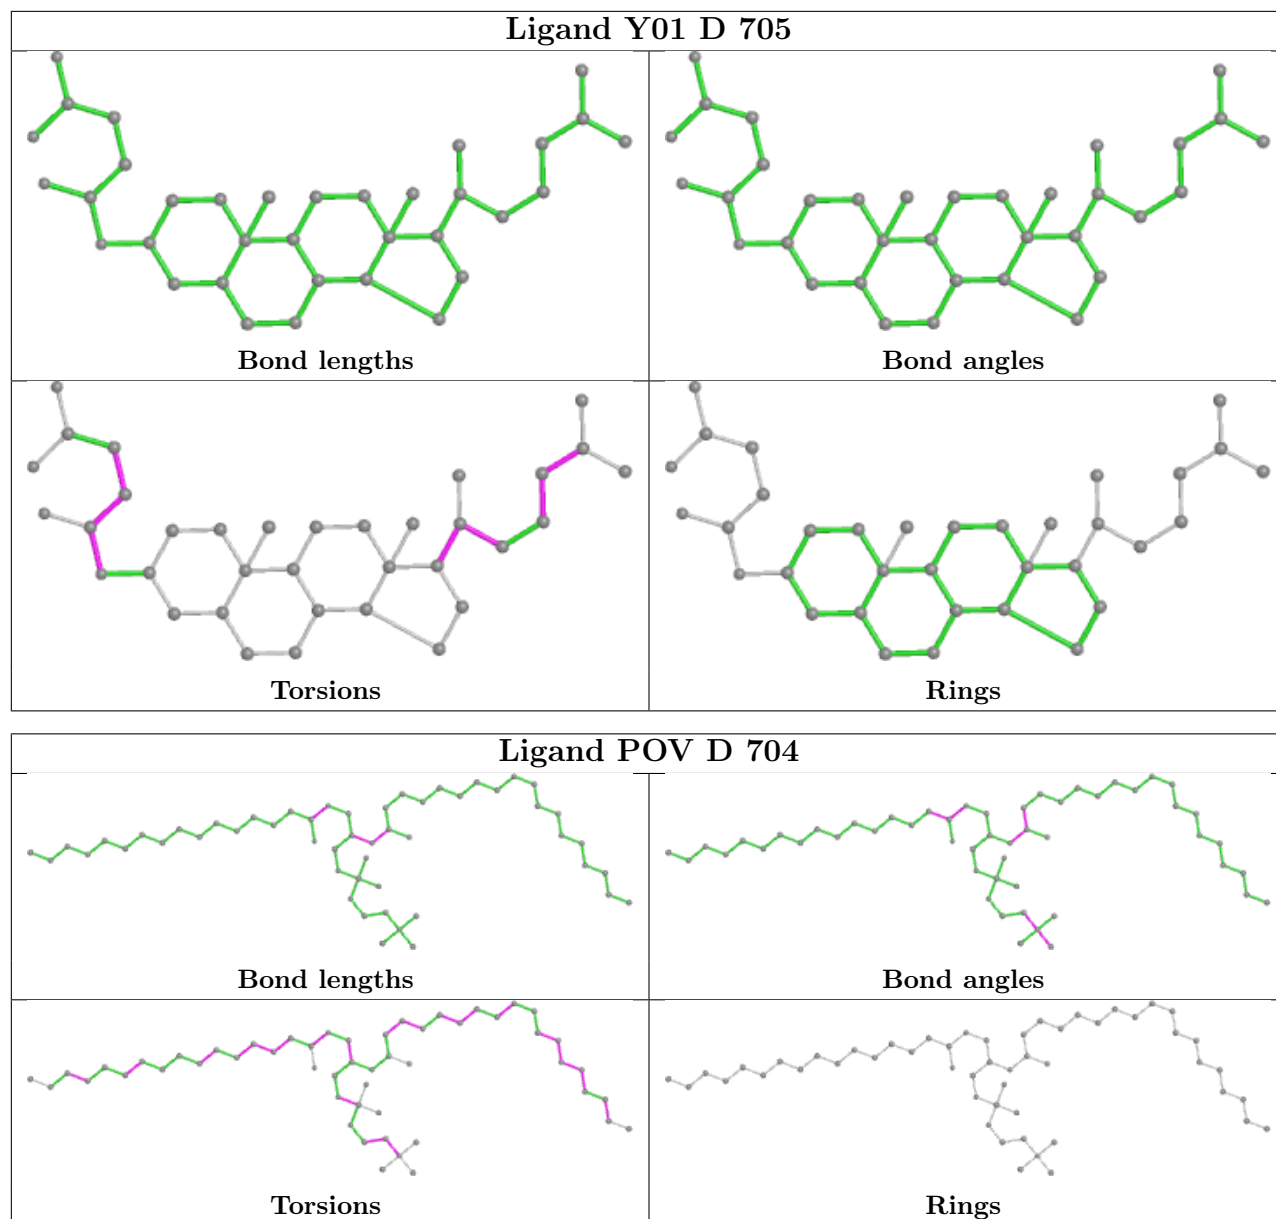 Ligand Y01 D 705
Bond lengths
Bond angles
Torsions
Rings
Ligand POV D 704
Bond lengths
Bond angles
Torsions
Rings